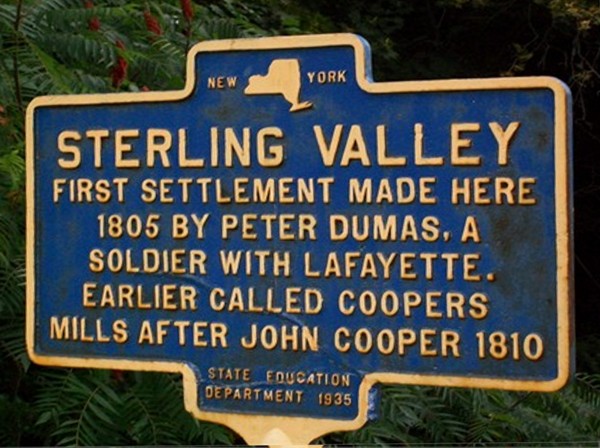 NEW YORK
STERLING VALLEY
FIRST SETTLEMENT MADE HERE
1805 BY PETER DUMAS, A
SOLDIER WITH LAFAYETTE.
EARLIER CALLED COOPERS
MILLS AFTER JOHN COOPER 1810
STATE EDUCATION
DEPARTMENT 1935